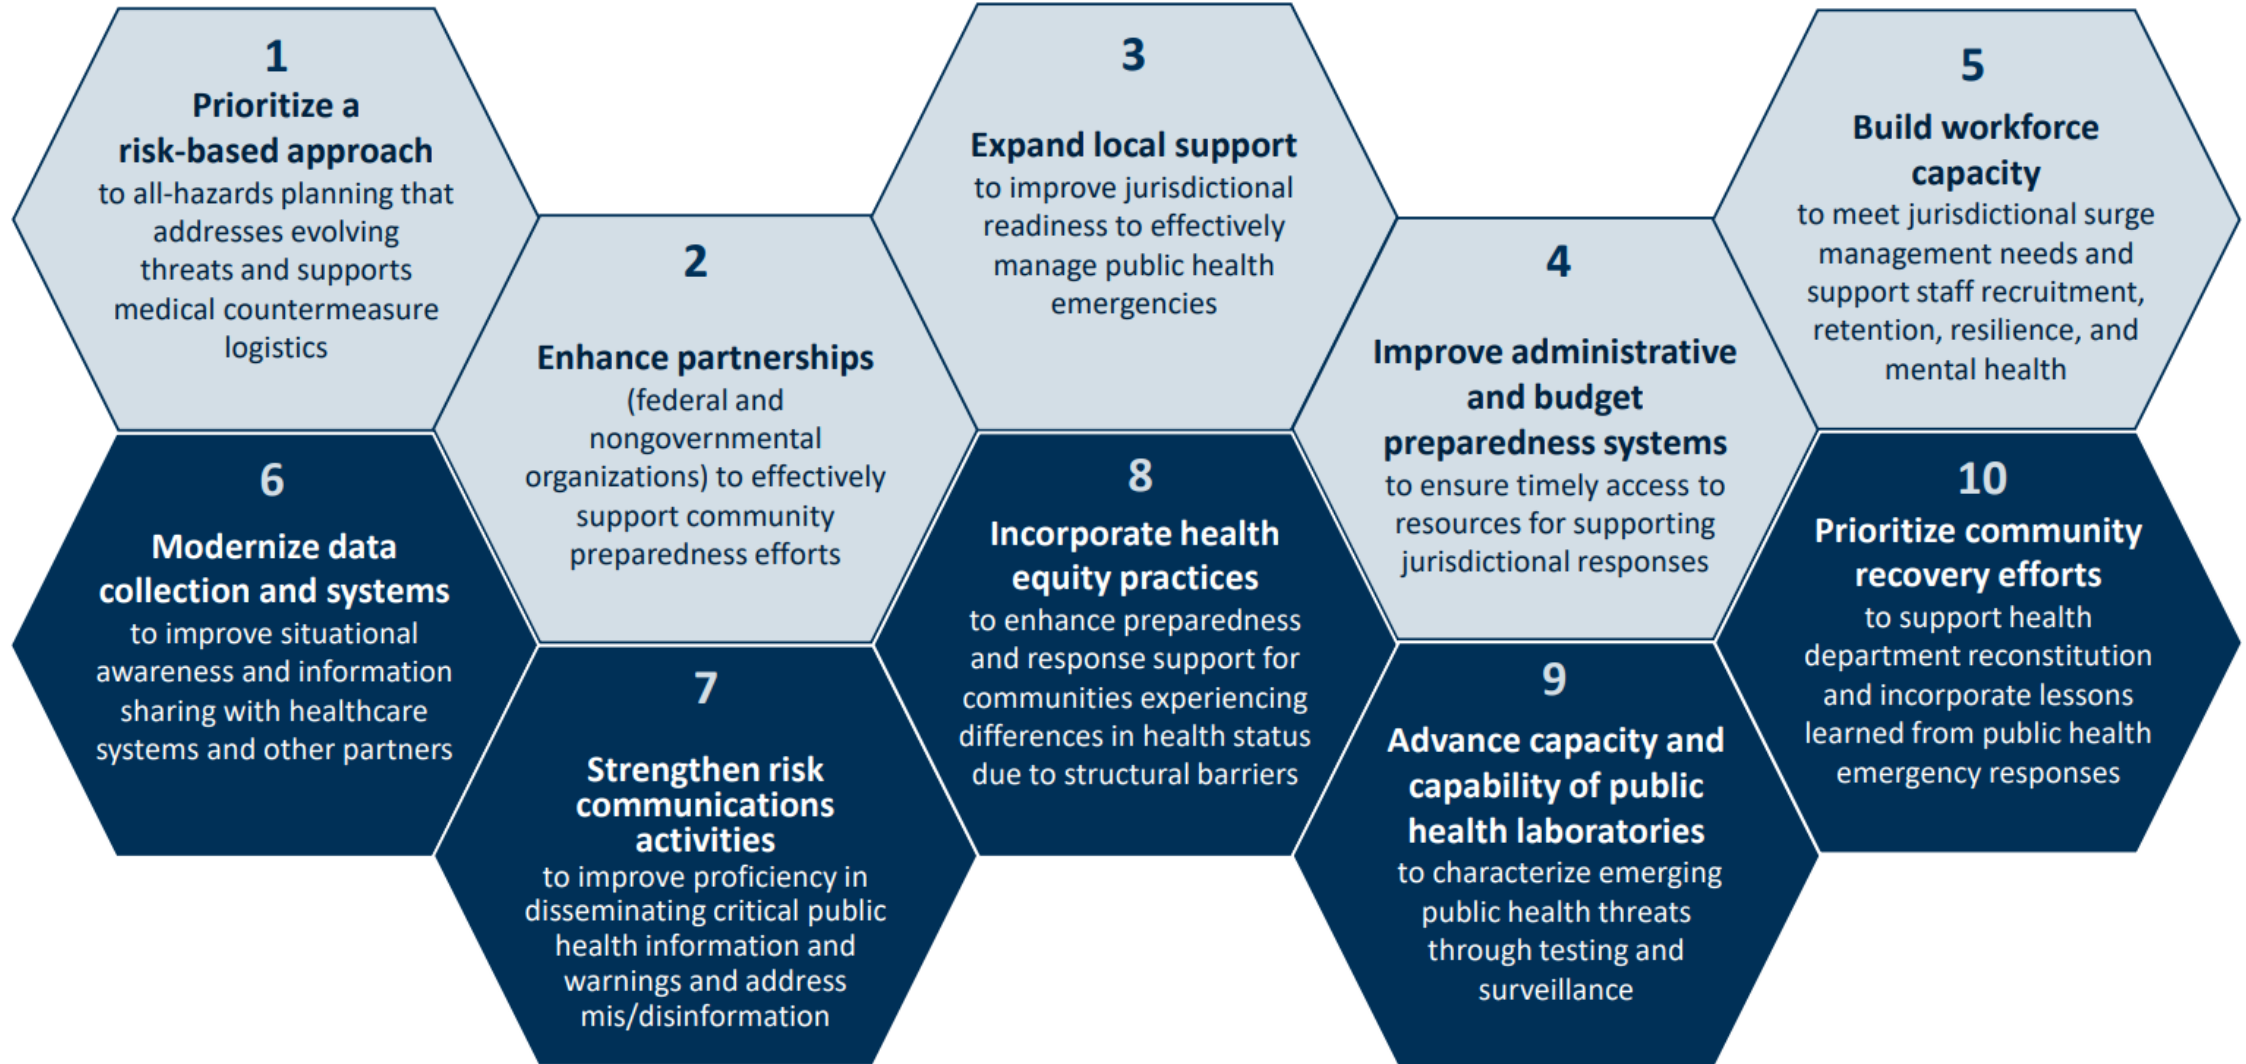 1
Prioritize a
risk-based approach
to all-hazards planning that
addresses evolving
threats and supports
medical countermeasure
logistics
2
Enhance partnerships
(federal and
nongovernmental
organizations) to effectively
support community
preparedness efforts
3
Expand local support
to improve jurisdictional
readiness to effectively
manage public health
emergencies
4
Improve administrative
and budget
preparedness systems
to ensure timely access to
resources for supporting
jurisdictional responses
5
Build workforce
capacity
to meet jurisdictional surge
management needs and
support staff recruitment,
retention, resilience, and
mental health
6
Modernize data
collection and systems
to improve situational
awareness and information
sharing with healthcare
systems and other partners
7
Strengthen risk
communications
activities
to improve proficiency in
disseminating critical public
health information and
warnings and address
mis/disinformation
8
Incorporate health
equity practices
to enhance preparedness
and response support for
communities experiencing
differences in health status
due to structural barriers
9
Advance capacity and
capability of public
health laboratories
to characterize emerging
public health threats
through testing and
surveillance
10
Prioritize community
recovery efforts
to support health
department reconstitution
and incorporate lessons
learned from public health
emergency responses